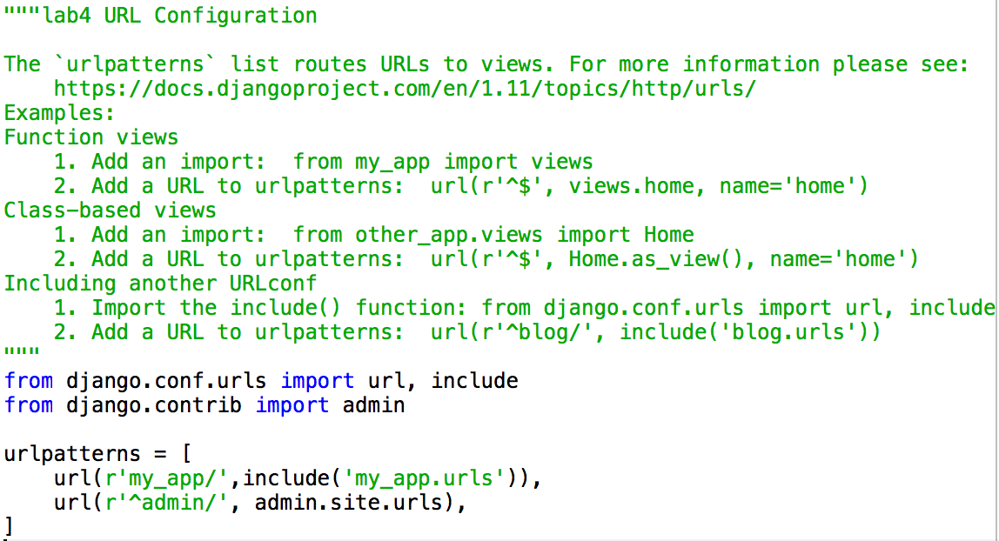 """lab4 URL Configuration
The `urlpatterns` list routes URLs to views. For more information please see:
    https://docs.djangoproject.com/en/1.11/topics/http/urls/
Examples:
Function views
    1. Add an import:  from my_app import views
    2. Add a URL to urlpatterns:  url(r'^$', views.home, name='home')
Class-based views
    1. Add an import:  from other_app.views import Home
    2. Add a URL to urlpatterns:  url(r'^$', Home.as_view(), name='home')
Including another URLconf
    1. Import the include() function: from django.conf.urls import url, include
    2. Add a URL to urlpatterns:  url(r'^blog/', include('blog.urls'))
"""
from django.conf.urls import url, include
from django.contrib import admin
urlpatterns = [
    url(r'my_app/',include('my_app.urls')),
    url(r'^admin/', admin.site.urls),
]